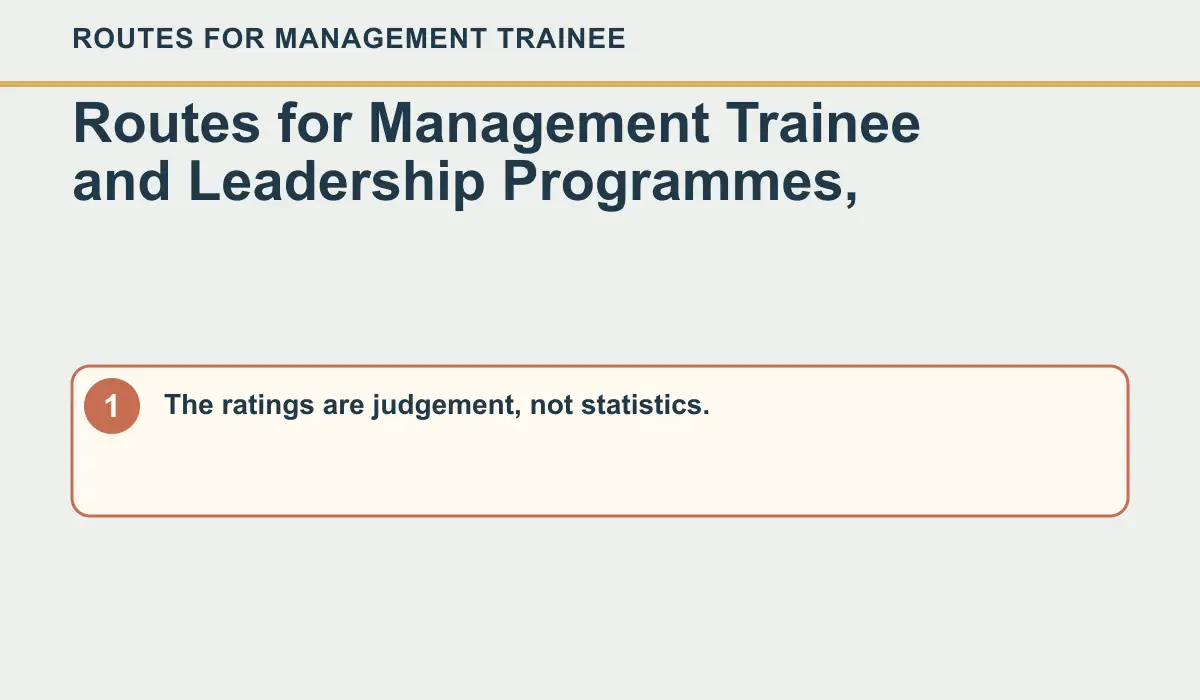 ROUTES FOR MANAGEMENT TRAINEE
Routes for Management Trainee
and Leadership Programmes,
1 The ratings are judgement, not statistics.